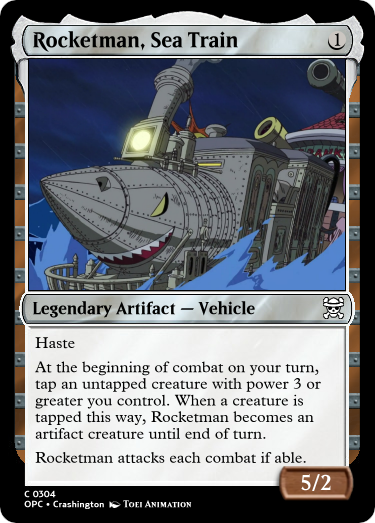 Rocketman, Sea Train 1
Legendary Artifact — Vehicle
Haste
At the beginning of combat on your turn,
tap an untapped creature with power 3 or
greater you control. When a creature is
tapped this way, Rocketman becomes an
artifact creature until end of turn.
Rocketman attacks each combat if able.
5/2
C 0304
OPC • Crashington Toei Animation